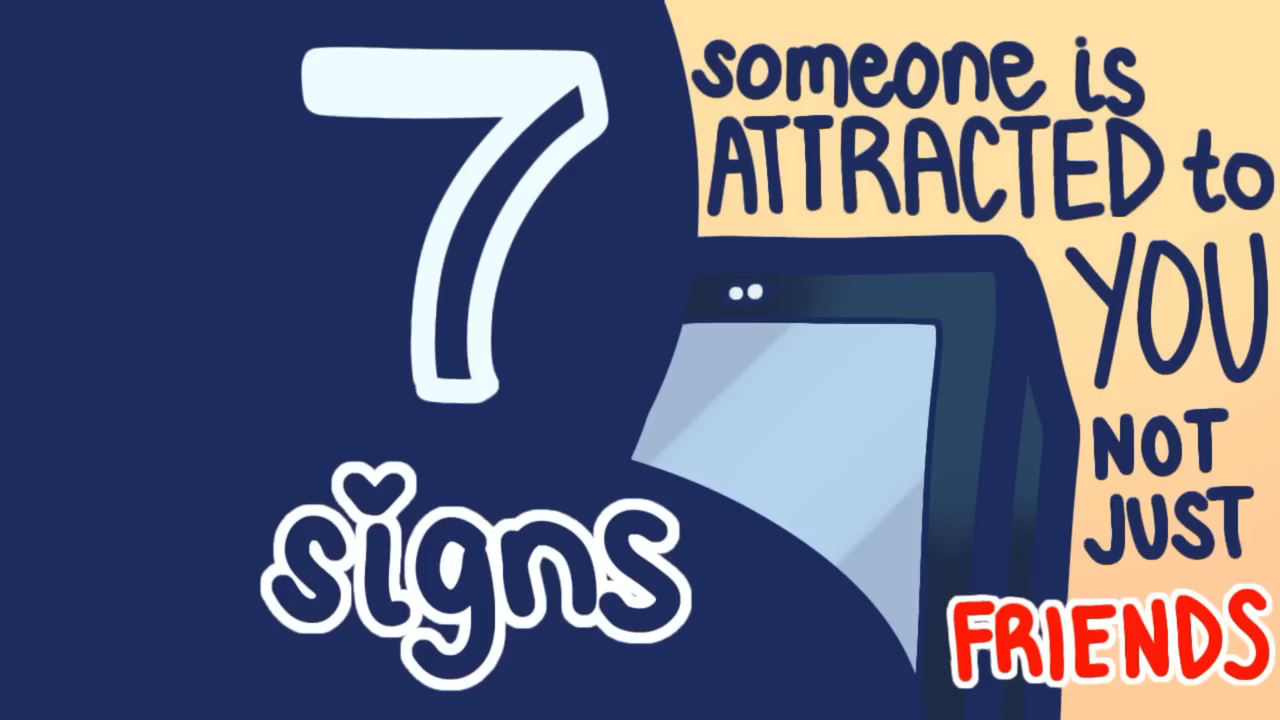 7
signs
someone is
ATTRACTED to
YOU
NOT
JUST
FRIENDS